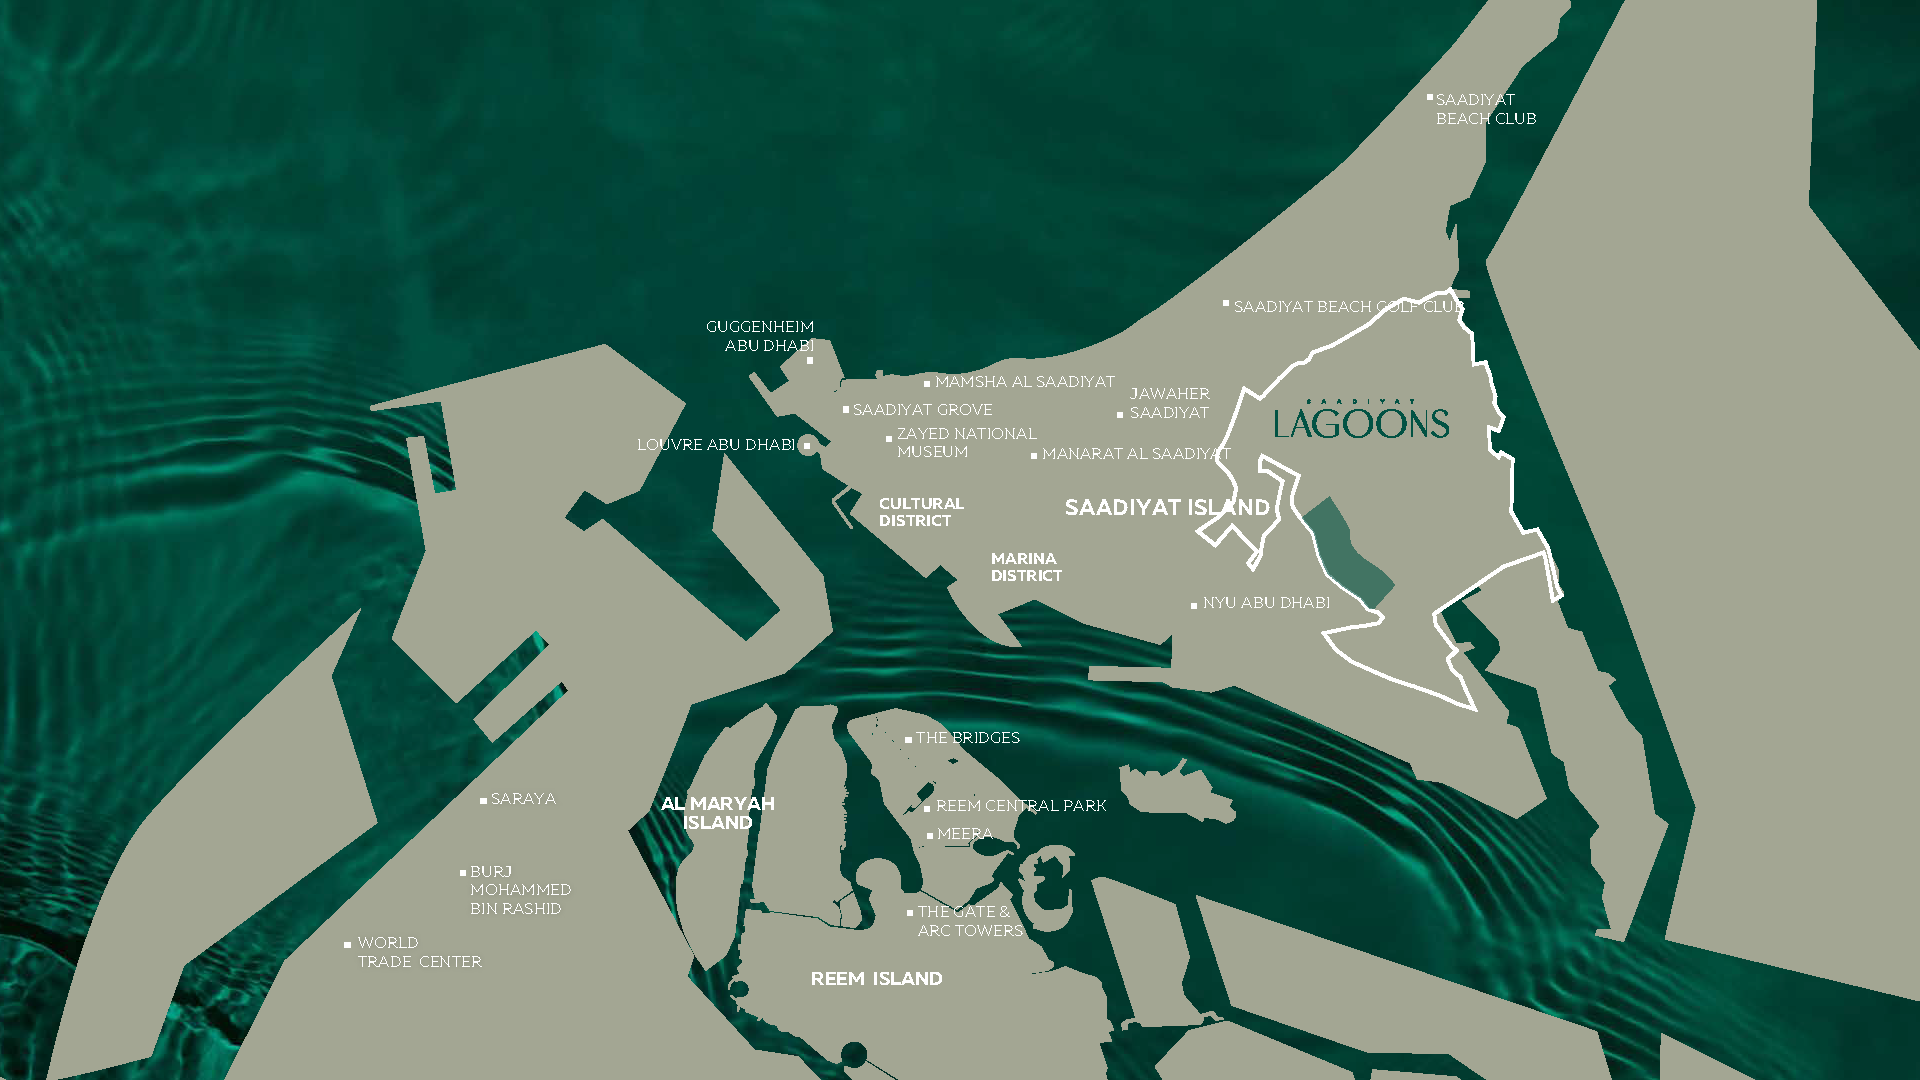 SAADIYAT
BEACH CLUB
SAADIYAT BEACH GOLF CLUB
GUGGENHEIM
ABU DHABI
MAMSHA AL SAADIYAT
JAWAHER
SAADIYAT
SAADIYAT GROVE
SAADIYAT
LAGOONS
ZAYED NATIONAL
MUSEUM
LOUVRE ABU DHABI
MANARAT AL SAADIYAT
CULTURAL
DISTRICT
SAADIYAT ISLAND
MARINA
DISTRICT
NYU ABU DHABI
THE BRIDGES
SARAYA
AL MARYAH
ISLAND
REEM CENTRAL PARK
MEERA
BURJ
MOHAMMED
BIN RASHID
THE GATE &
ARC TOWERS
WORLD
TRADE CENTER
REEM ISLAND